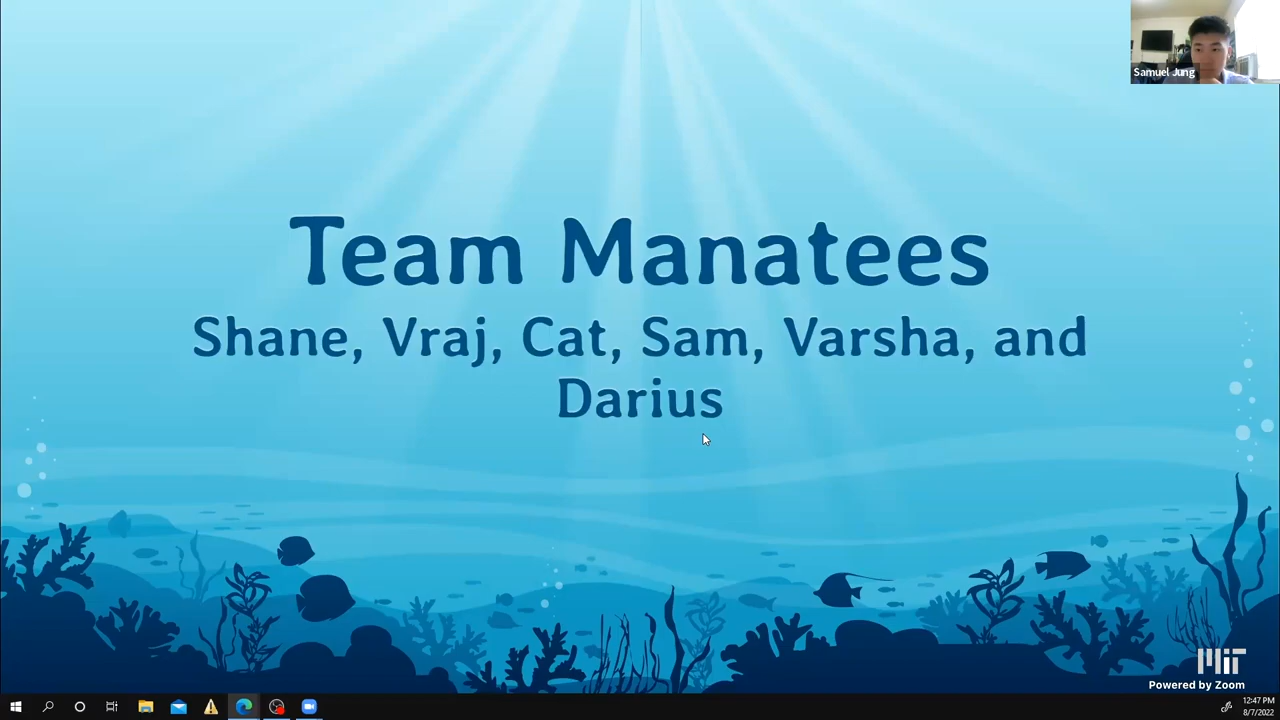 Samuel Jung
Team Manatees
Shane, Vraj, Cat, Sam, Varsha, and
Darius
MIT
Powered by Zoom
12:47 PM
8/7/2022